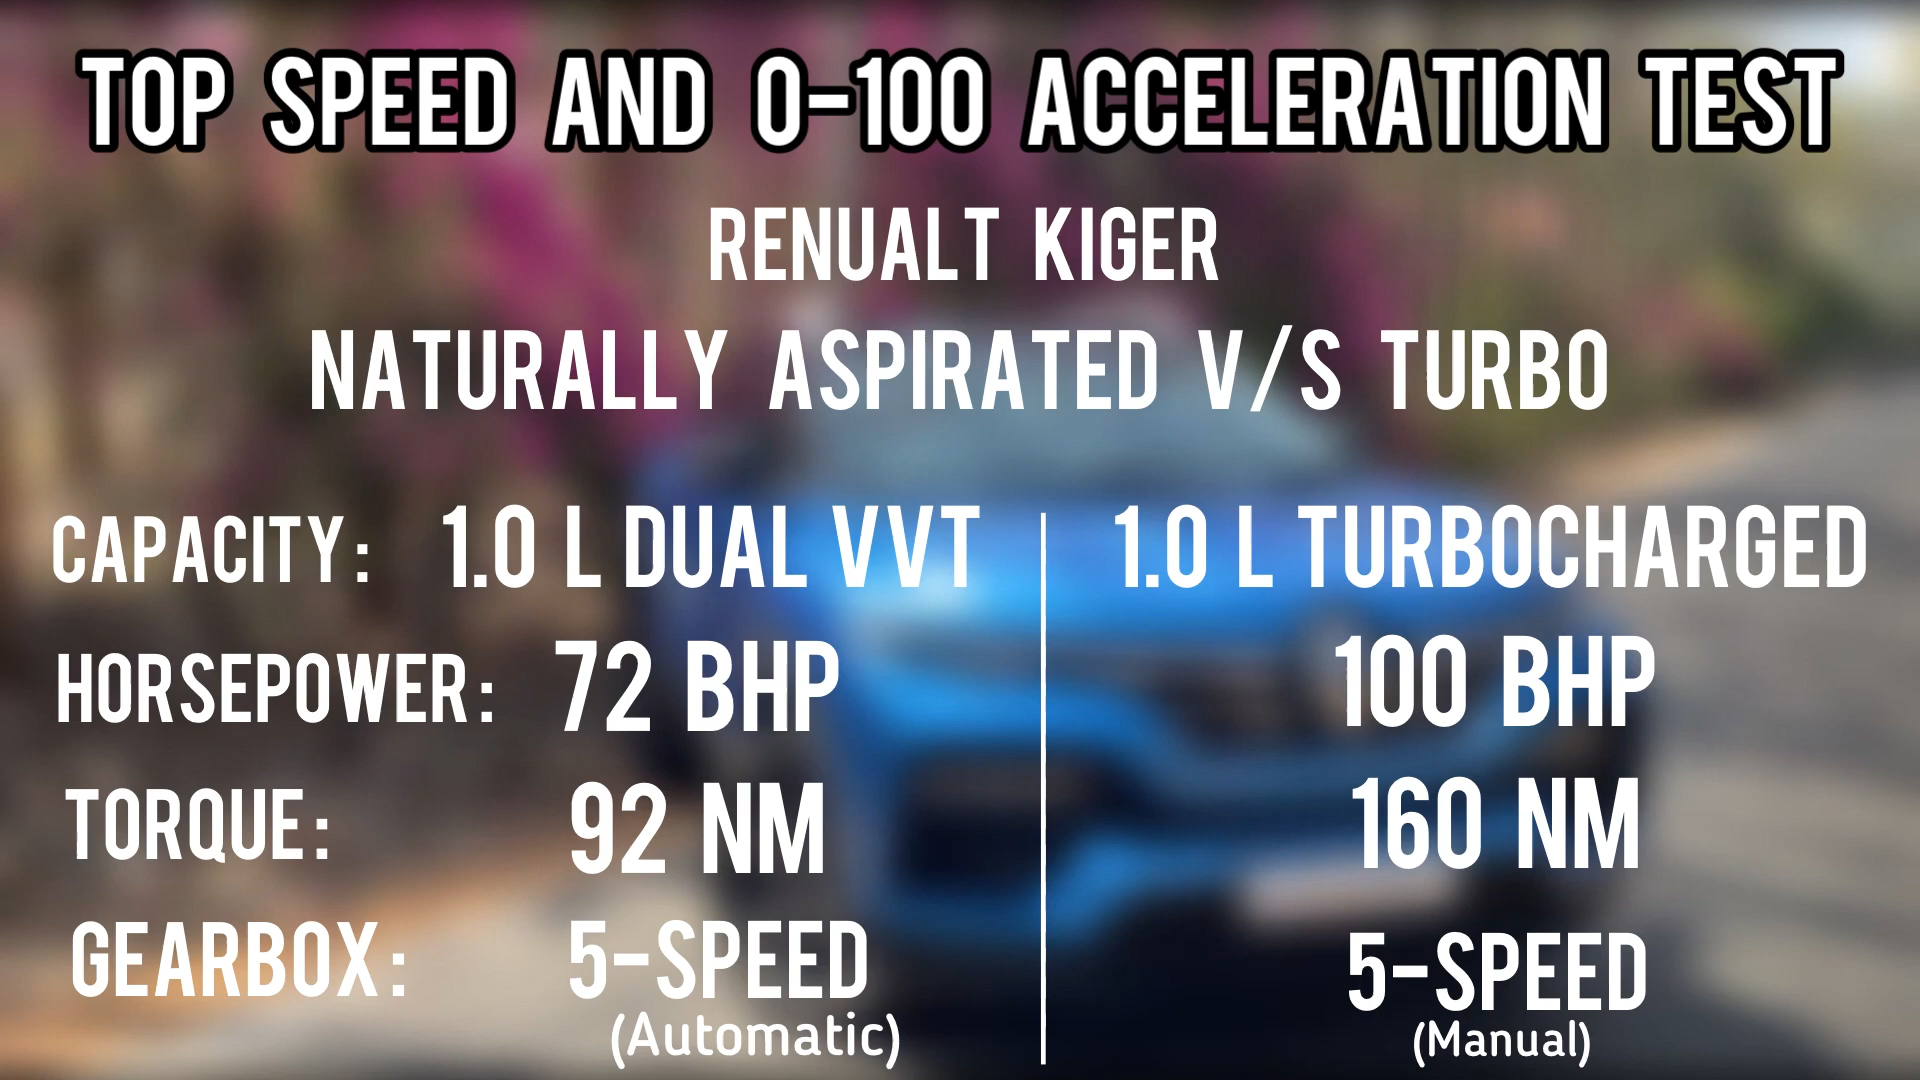 TOP SPEED AND 0-100 ACCELERATION TEST
RENUALT KIGER
NATURALLY ASPIRATED V/S TURBO
CAPACITY: 1.0 L DUAL VVT 1.0 L TURBOCHARGED
HORSEPOWER: 72 BHP 100 BHP
TORQUE: 92 NM 160 NM
GEARBOX: 5-SPEED 5-SPEED
(Automatic) (Manual)